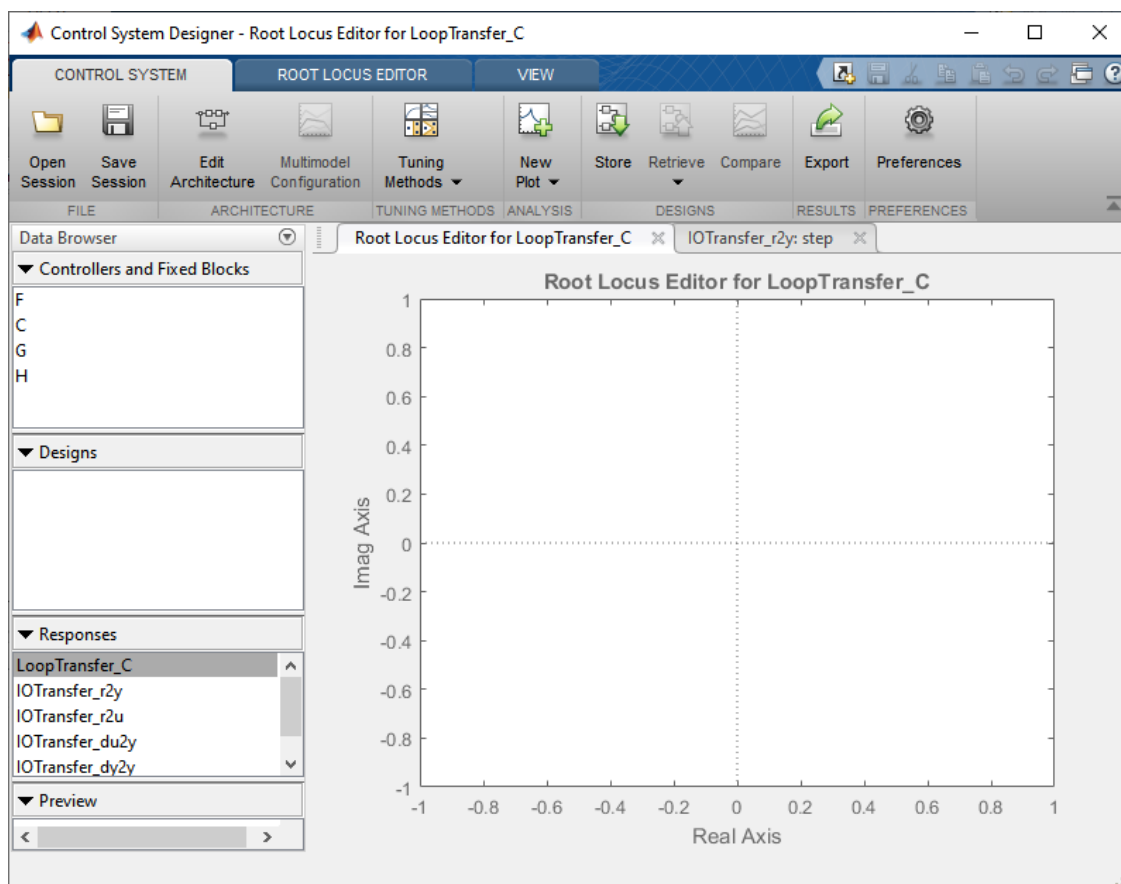 Control System Designer - Root Locus Editor for LoopTransfer_C
CONTROL SYSTEM ROOT LOCUS EDITOR VIEW
Open Session
Save Session
Edit Architecture
Multimodel Configuration
Tuning Methods
New Plot
Store
Retrieve
Compare
Export
Preferences
FILE ARCHITECTURE TUNING METHODS ANALYSIS DESIGNS RESULTS PREFERENCES
Data Browser
Controllers and Fixed Blocks
F
C
G
H
Designs
Responses
LoopTransfer_C
IOTransfer_r2y
IOTransfer_r2u
IOTransfer_du2y
IOTransfer_dy2y
Preview
Root Locus Editor for LoopTransfer_C IOTransfer_r2y: step
Root Locus Editor for LoopTransfer_C
1
0.8
0.6
0.4
0.2
0
-0.2
-0.4
-0.6
-0.8
-1
Imag Axis
-1 -0.8 -0.6 -0.4 -0.2 0 0.2 0.4 0.6 0.8 1
Real Axis